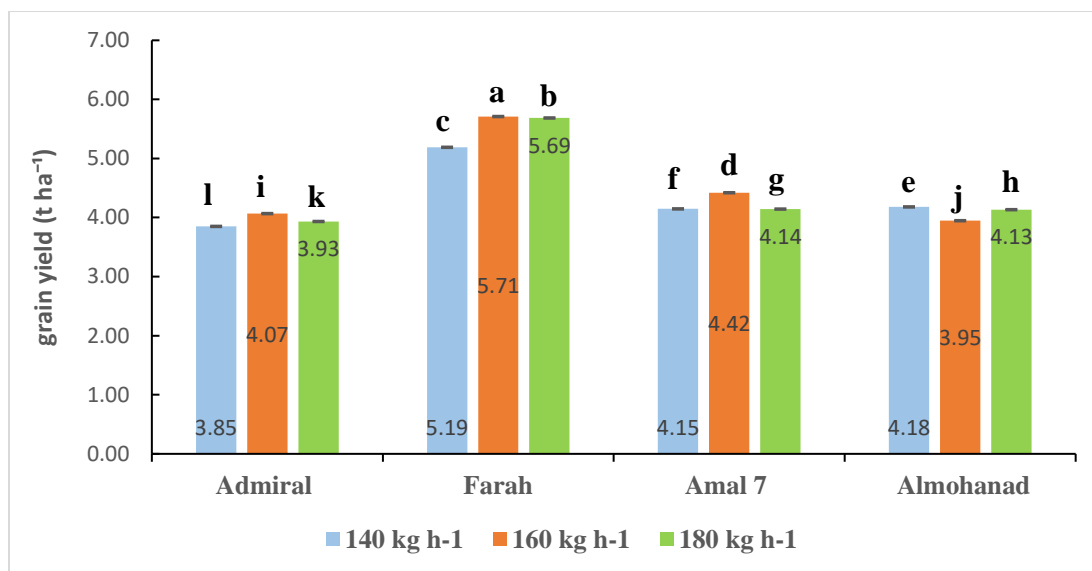 7.00
6.00
5.00
4.00
3.00
2.00
1.00
0.00
grain yield (t ha⁻¹)
l i k
c a b
f d g
e j h
3.85 4.07 3.93
5.19 5.71 5.69
4.15 4.42 4.14
4.18 3.95 4.13
Admiral Farah Amal 7 Almohanad
140 kg h-1 160 kg h-1 180 kg h-1